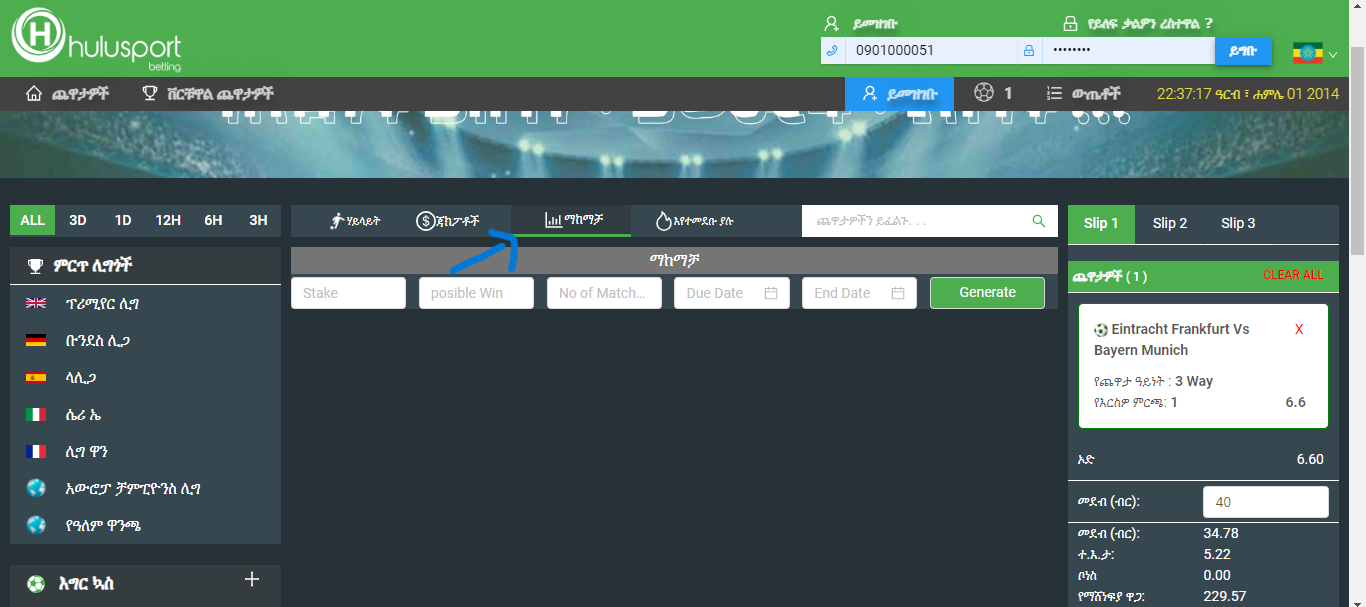 H hulusport
betting
ይመዝገቡ
የይለፍ ቃልዎን ረስተዋል ?
0901000051
••••••••
ይግቡ
ጨዋታዎች
ቨርቹዋል ጨዋታዎች
ይመዝገቡ
1
ውጤቶች
22:37:17 ዓርብ ፣ ሐምሌ 01 2014
ALL 3D 1D 12H 6H 3H
ሃይላይት
ጃክፖቶች
ማከማቻ
እየተመደቡ ያሉ
ጨዋታዎችን ይፈልጉ. . .
Slip 1 Slip 2 Slip 3
ምርጥ ሊግኦች
ፕሪሚየር ሊግ
ቡንደስ ሊጋ
ላሊጋ
ሴሪ ኤ
ሊግ ዋን
አውሮፓ ቻምፒዮንስ ሊግ
የዓለም ዋንጫ
እግር ኳስ
+
ማከማቻ
Stake
posible Win
No of Match...
Due Date
End Date
Generate
ጨዋታዎች ( 1 )
CLEAR ALL
Eintracht Frankfurt Vs
Bayern Munich
X
የጨዋታ ዓይነት : 3 Way
የእርስዎ ምርጫ: 1 6.6
ኦድ 6.60
መደብ (ብር): 40
መደብ (ብር): 34.78
ተ.እ.ታ: 5.22
ቦነስ 0.00
የማሸነፍያ ዋጋ: 229.57